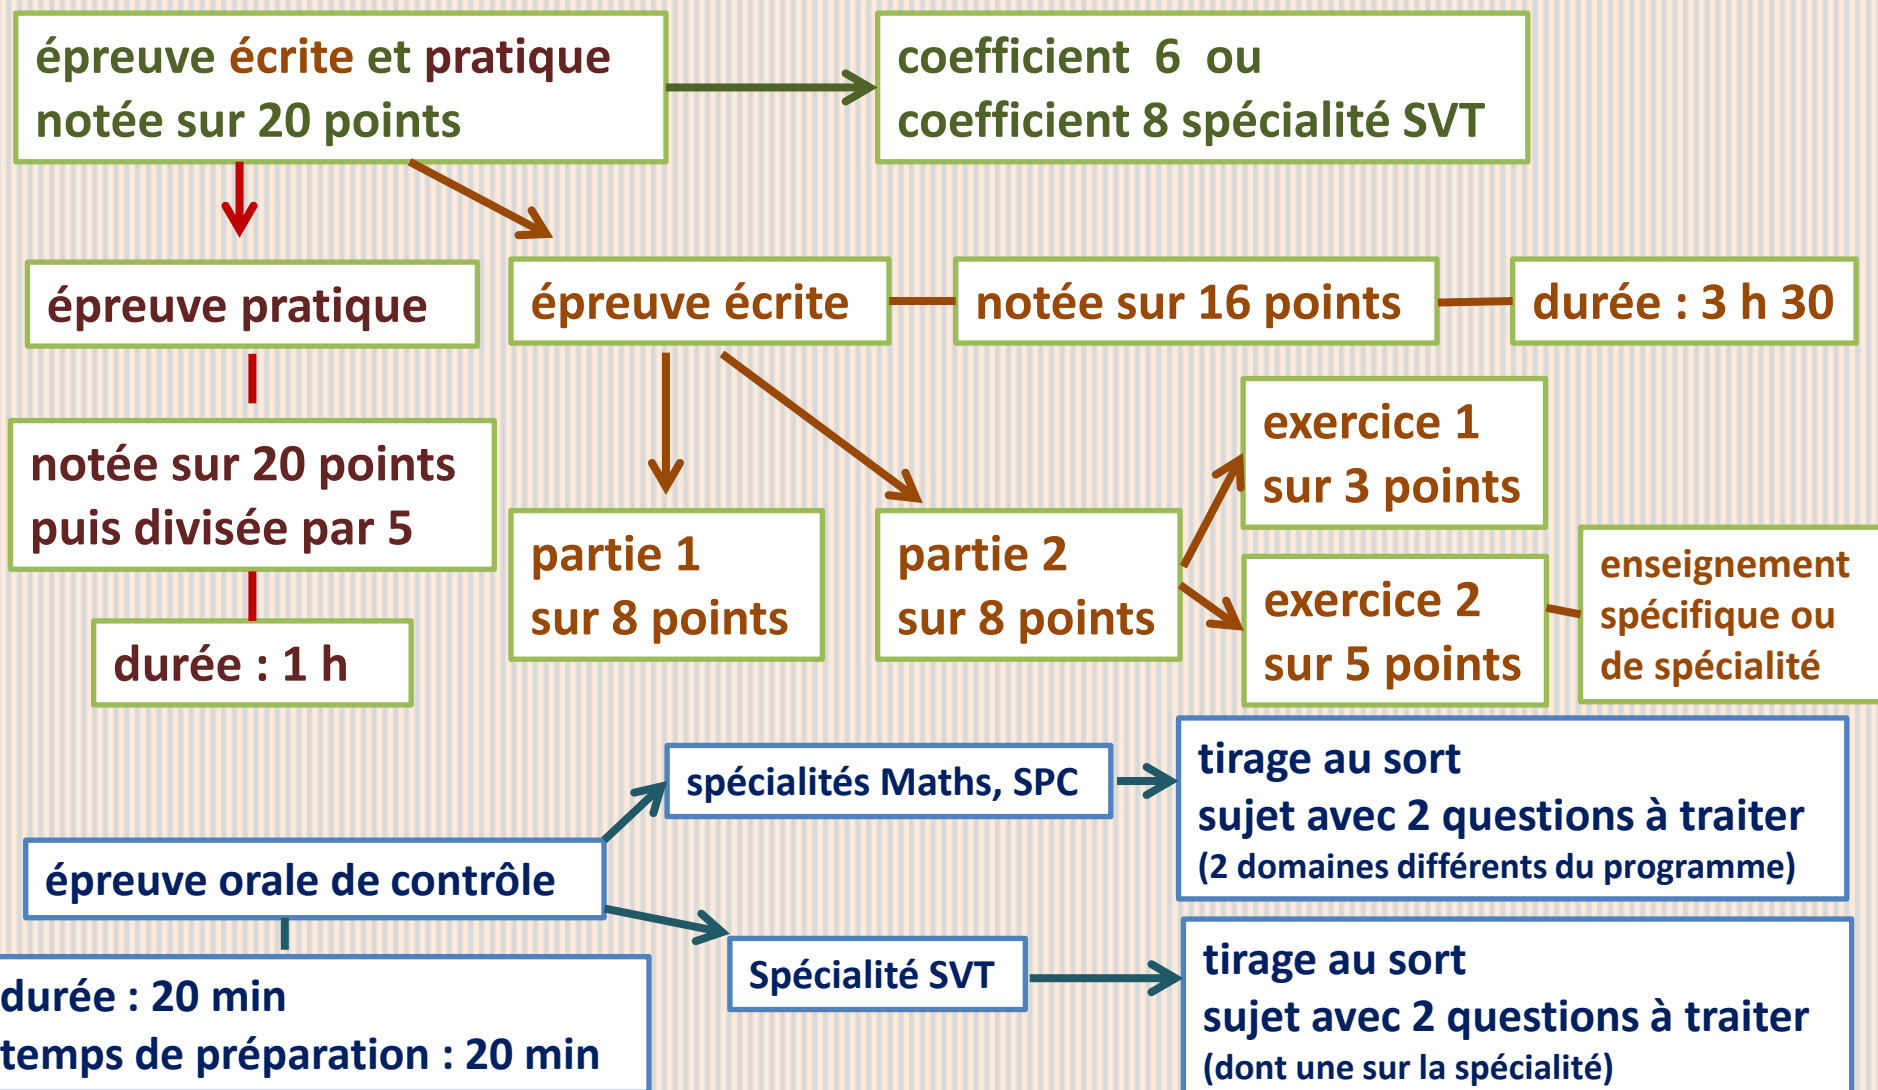 épreuve écrite et pratique
notée sur 20 points
coefficient 6 ou
coefficient 8 spécialité SVT
épreuve pratique
épreuve écrite
notée sur 16 points
durée : 3 h 30
notée sur 20 points
puis divisée par 5
durée : 1 h
partie 1
sur 8 points
partie 2
sur 8 points
exercice 1
sur 3 points
exercice 2
sur 5 points
enseignement
spécifique ou
de spécialité
épreuve orale de contrôle
durée : 20 min
temps de préparation : 20 min
spécialités Maths, SPC
tirage au sort
sujet avec 2 questions à traiter
(2 domaines différents du programme)
Spécialité SVT
tirage au sort
sujet avec 2 questions à traiter
(dont une sur la spécialité)